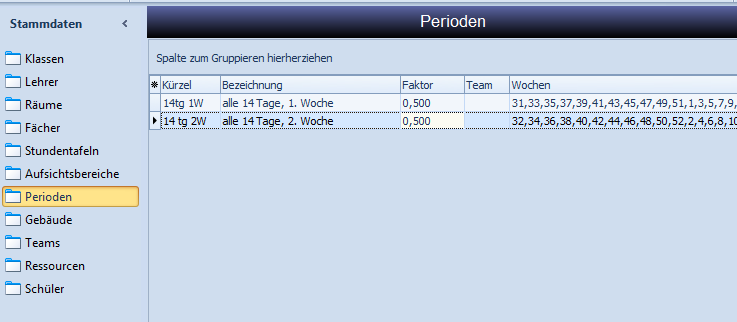 Stammdaten
Klassen
Lehrer
Räume
Fächer
Stundentafeln
Aufsichtsbereiche
Perioden
Gebäude
Teams
Ressourcen
Schüler
Perioden
Spalte zum Gruppieren hierherziehen
Kürzel Bezeichnung Faktor Team Wochen
14tg 1W alle 14 Tage, 1. Woche 0,500 31,33,35,37,39,41,43,45,47,49,51,1,3,5,7,9,
14 tg 2W alle 14 Tage, 2. Woche 0,500 32,34,36,38,40,42,44,46,48,50,52,2,4,6,8,10